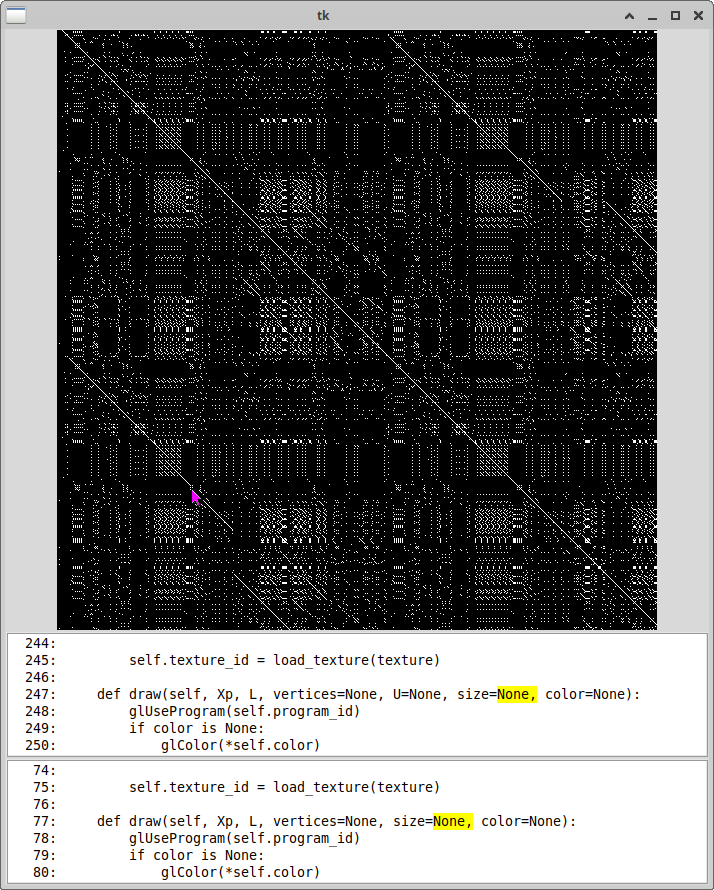 tk
244:
245:         self.texture_id = load_texture(texture)
246:
247:     def draw(self, Xp, L, vertices=None, U=None, size=None, color=None):
248:         glUseProgram(self.program_id)
249:         if color is None:
250:             glColor(*self.color)
74:
75:         self.texture_id = load_texture(texture)
76:
77:     def draw(self, Xp, L, vertices=None, size=None, color=None):
78:         glUseProgram(self.program_id)
79:         if color is None:
80:             glColor(*self.color)